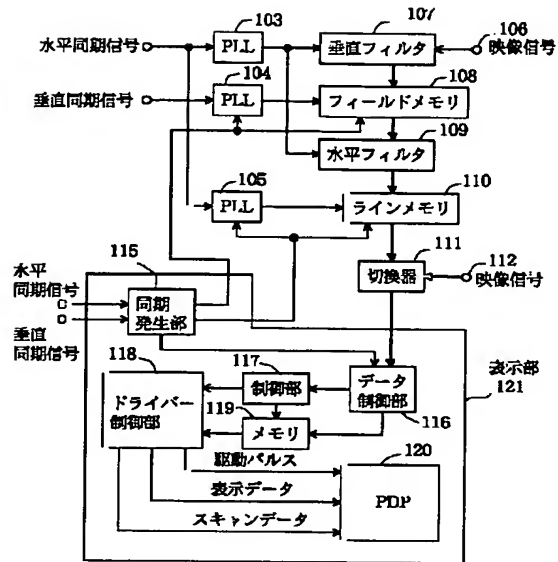 103
107
106
水平同期信号
PLL
垂直フィルタ
映像信号
104
108
垂直同期信号
PLL
フィールドメモリ
109
水平フィルタ
105
110
PLL
ラインメモリ
111
112
切換器
映像信号
115
水平
同期信号
同期
発生部
垂直
同期信号
118
117
制御部
データ
制御部
116
表示部
121
ドライバー
制御部
119
メモリ
駆動パルス
120
表示データ
PDP
スキャンデータ